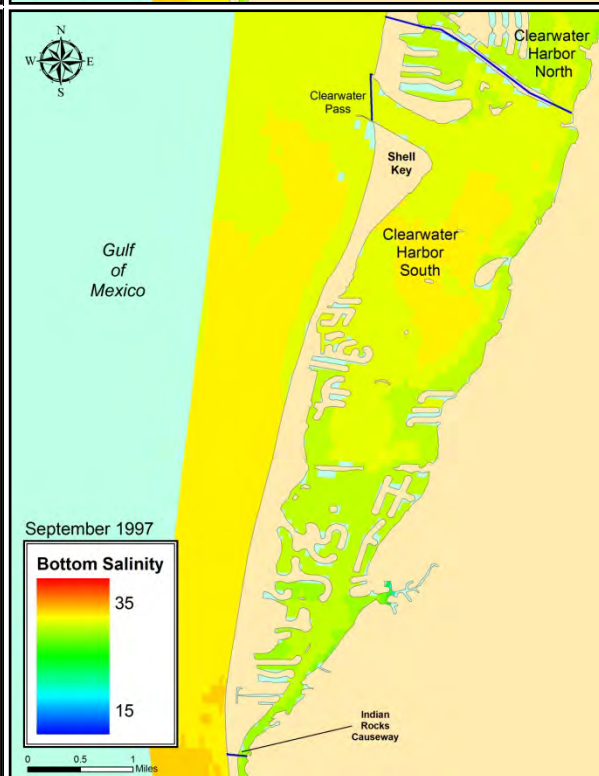 N
W
E
S
Clearwater
Harbor
North
Clearwater
Pass
Shell
Key
Clearwater
Harbor
South
Gulf
of
Mexico
September 1997
Bottom Salinity
35
15
Indian
Rocks
Causeway
0 0.5 1
Miles